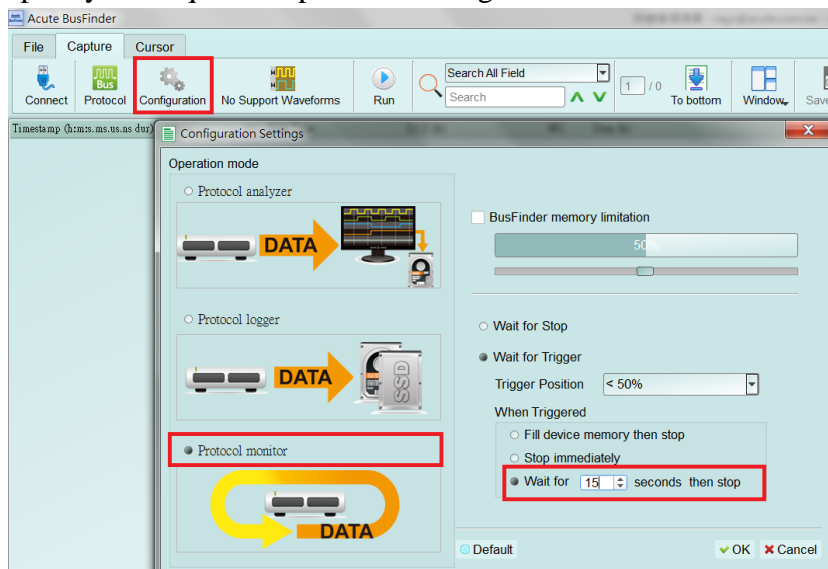 Acute BusFinder
File Capture Cursor
Search All Field
Bus
1 / 0
Search
Connect Protocol Configuration No Support Waveforms Run To bottom Window
Timestamp (h:m:s.ms.us.ns dur)
Configuration Settings
Operation mode
Protocol analyzer
DATA
BusFinder memory limitation
50%
Protocol logger
DATA
SSD
Wait for Stop
Wait for Trigger
Trigger Position < 50%
When Triggered
Fill device memory then stop
Stop immediately
Wait for 15 seconds then stop
Protocol monitor
DATA
Default OK Cancel